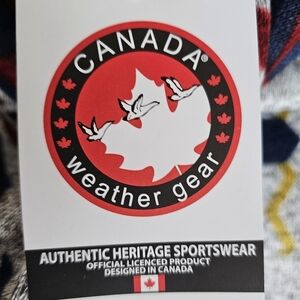 CANADA®
weather gear
AUTHENTIC HERITAGE SPORTSWEAR
OFFICIAL LICENCED PRODUCT
DESIGNED IN CANADA